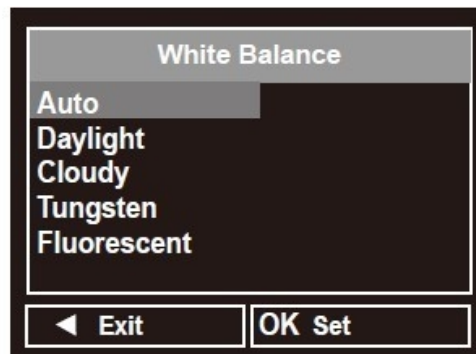 White Balance
Auto
Daylight
Cloudy
Tungsten
Fluorescent
◄ Exit
OK Set